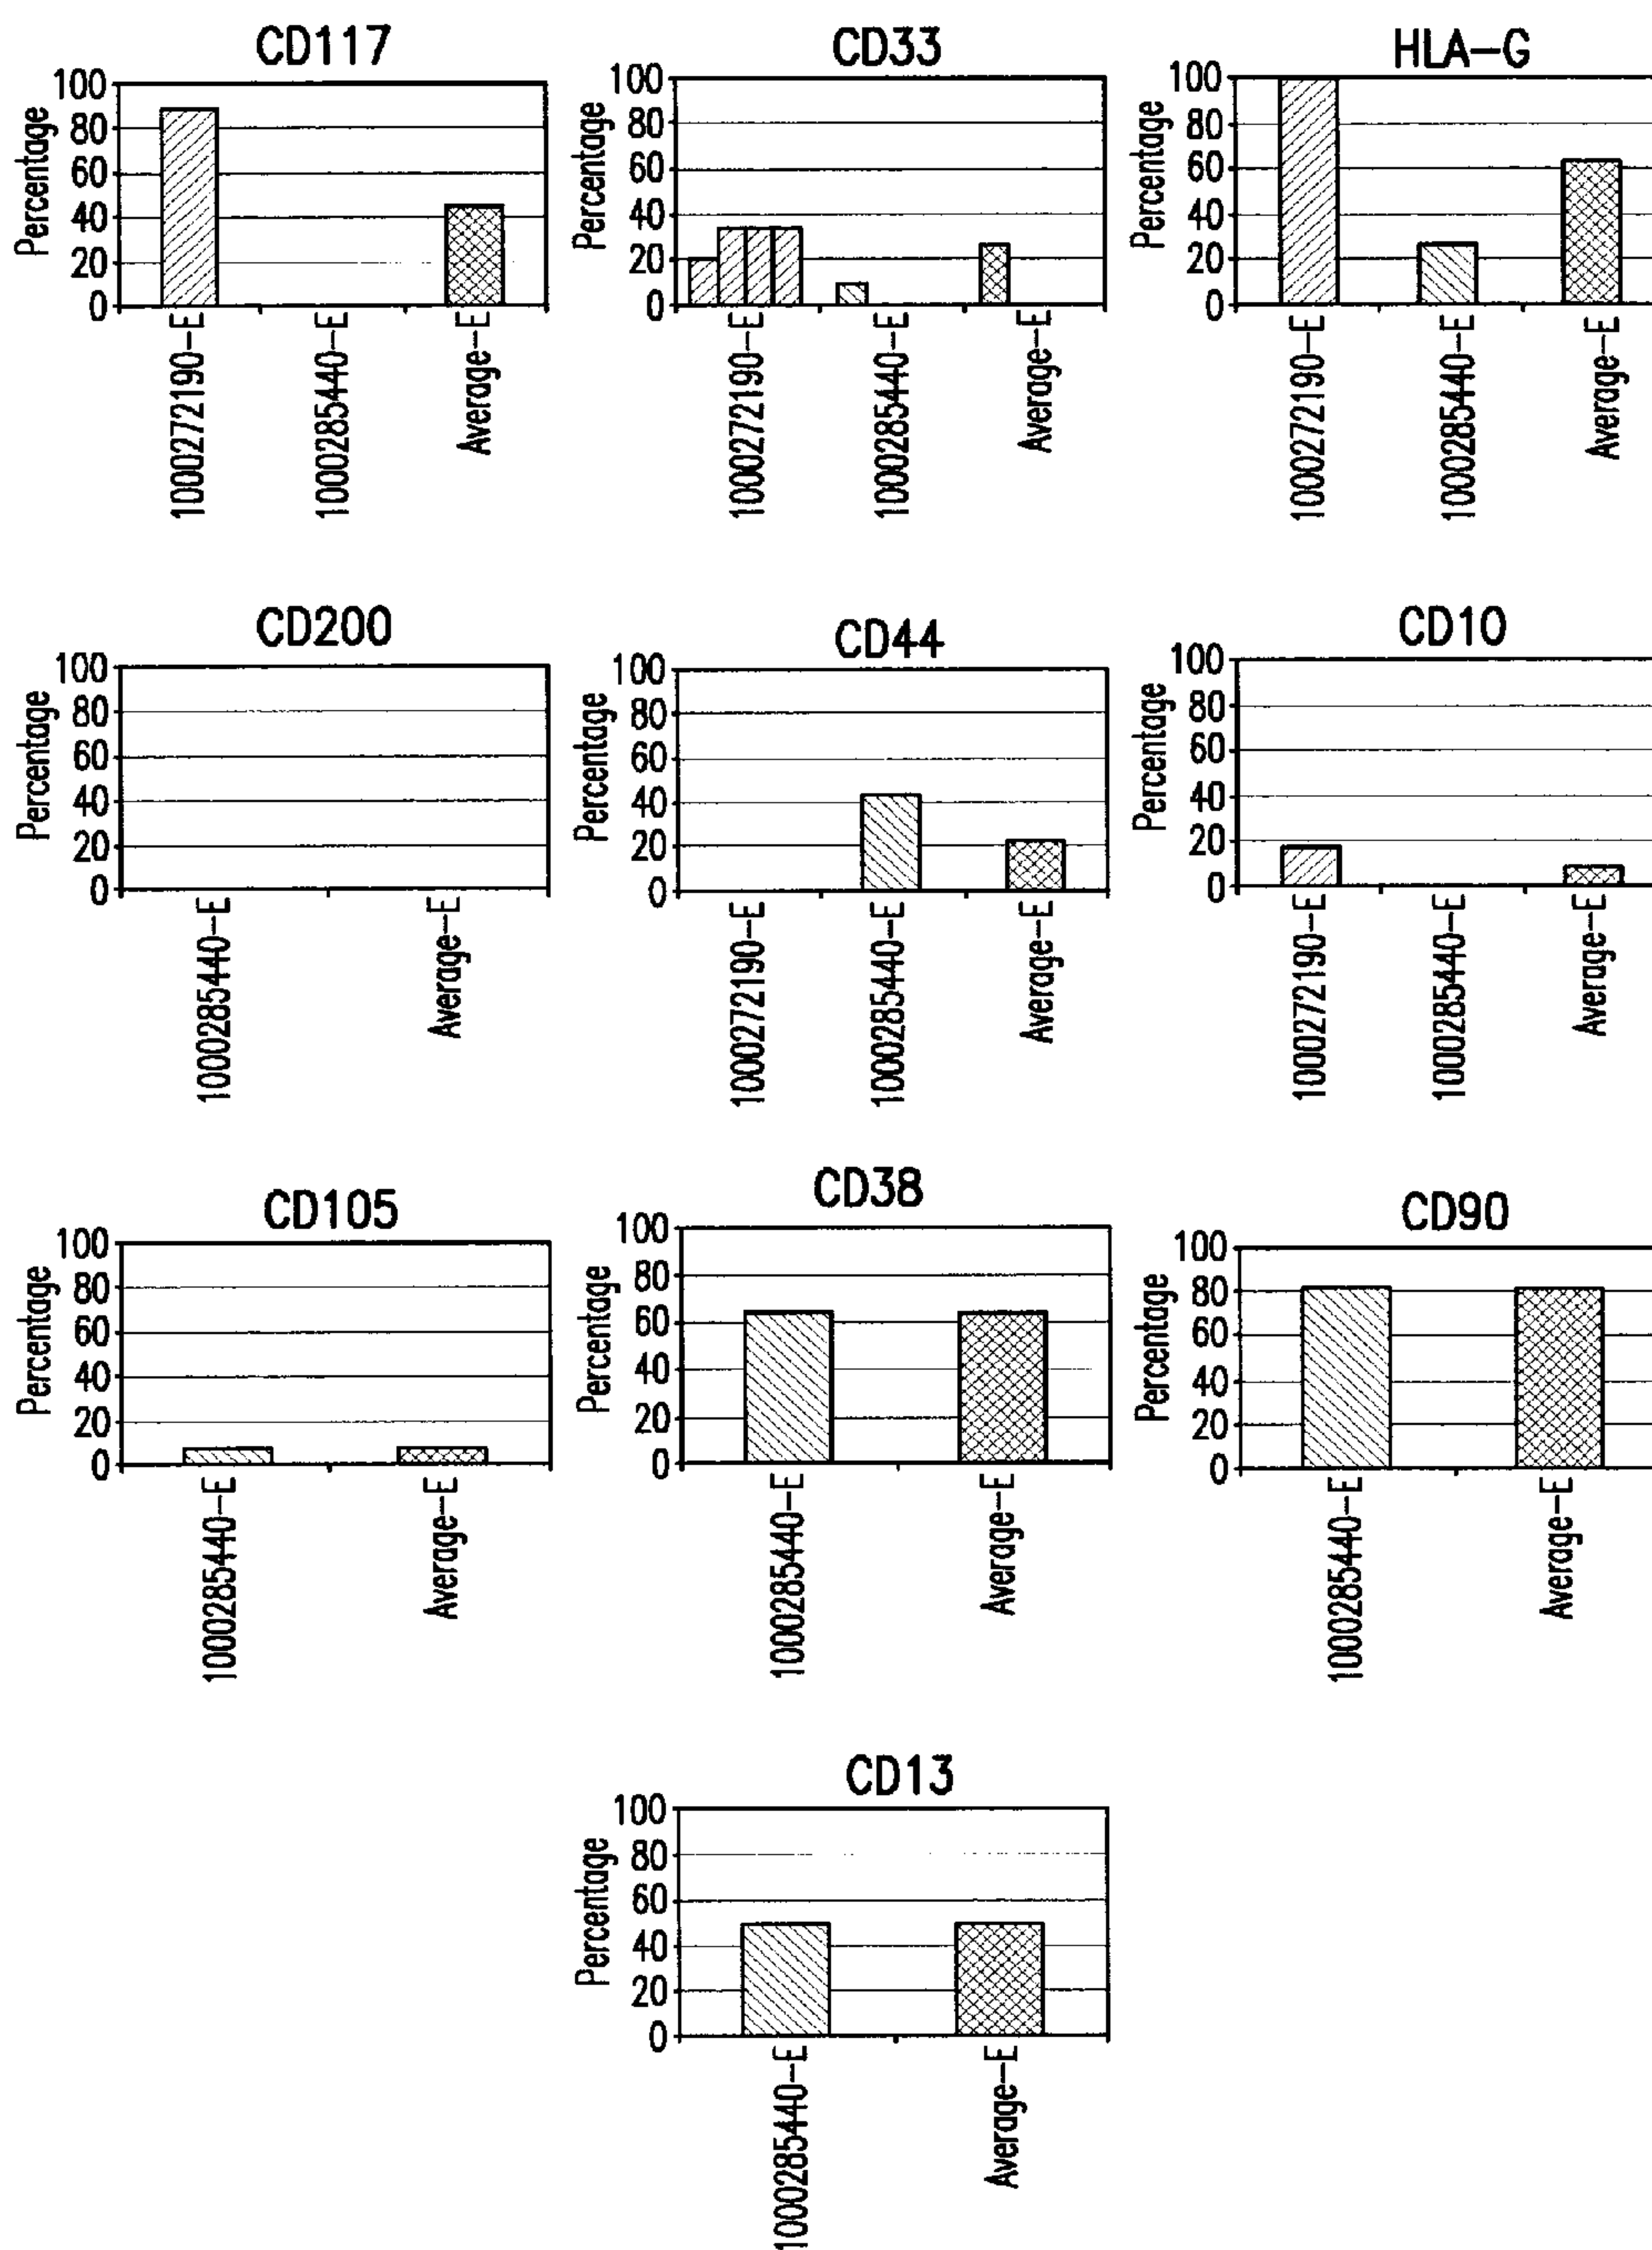 CD117
Percentage
100
80
60
40
20
0
1000272190-E
1000285440-E
Average-E
CD33
Percentage
100
80
60
40
20
0
1000272190-E
1000285440-E
Average-E
HLA-G
Percentage
100
80
60
40
20
0
1000272190-E
1000285440-E
Average-E
CD200
Percentage
100
80
60
40
20
0
1000285440-E
Average-E
CD44
Percentage
100
80
60
40
20
0
1000272190-E
1000285440-E
Average-E
CD10
Percentage
100
80
60
40
20
0
1000272190-E
1000285440-E
Average-E
CD105
Percentage
100
80
60
40
20
0
1000285440-E
Average-E
CD38
Percentage
100
80
60
40
20
0
1000285440-E
Average-E
CD90
Percentage
100
80
60
40
20
0
1000285440-E
Average-E
CD13
Percentage
100
80
60
40
20
0
1000285440-E
Average-E